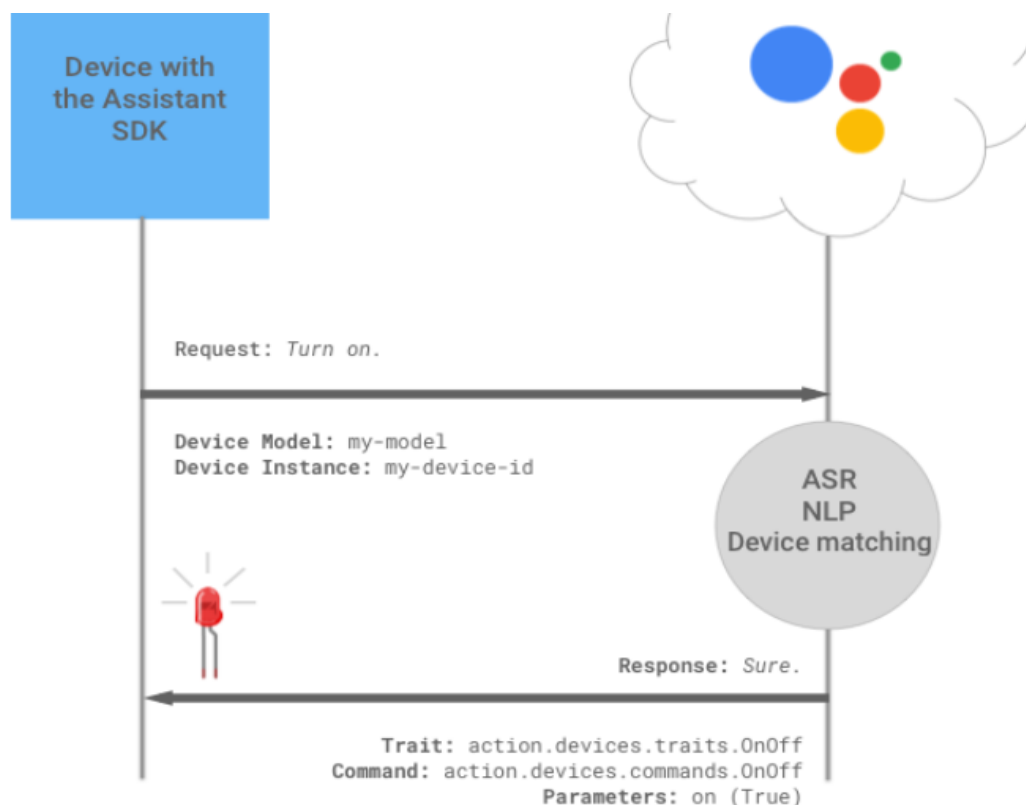 Device with
the Assistant
SDK
Request: Turn on.
Device Model: my-model
Device Instance: my-device-id
ASR
NLP
Device matching
Response: Sure.
Trait: action.devices.traits.OnOff
Command: action.devices.commands.OnOff
Parameters: on (True)